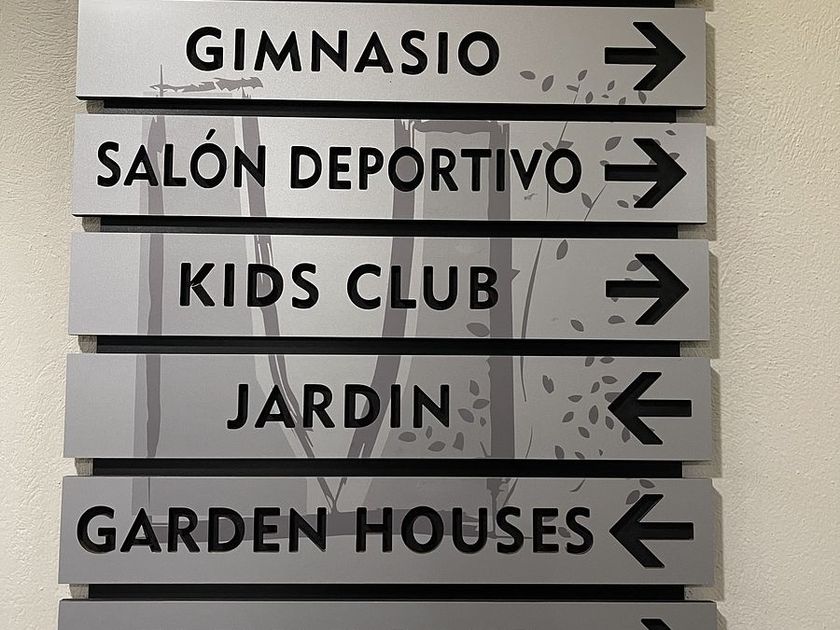 GIMNASIO
SALÓN DEPORTIVO
KIDS CLUB
JARDIN
GARDEN HOUSES